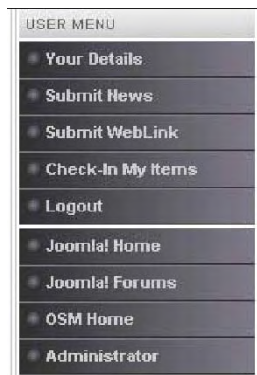 USER MENU
Your Details
Submit News
Submit WebLink
Check-In My Items
Logout
Joomla! Home
Joomla! Forums
OSM Home
Administrator